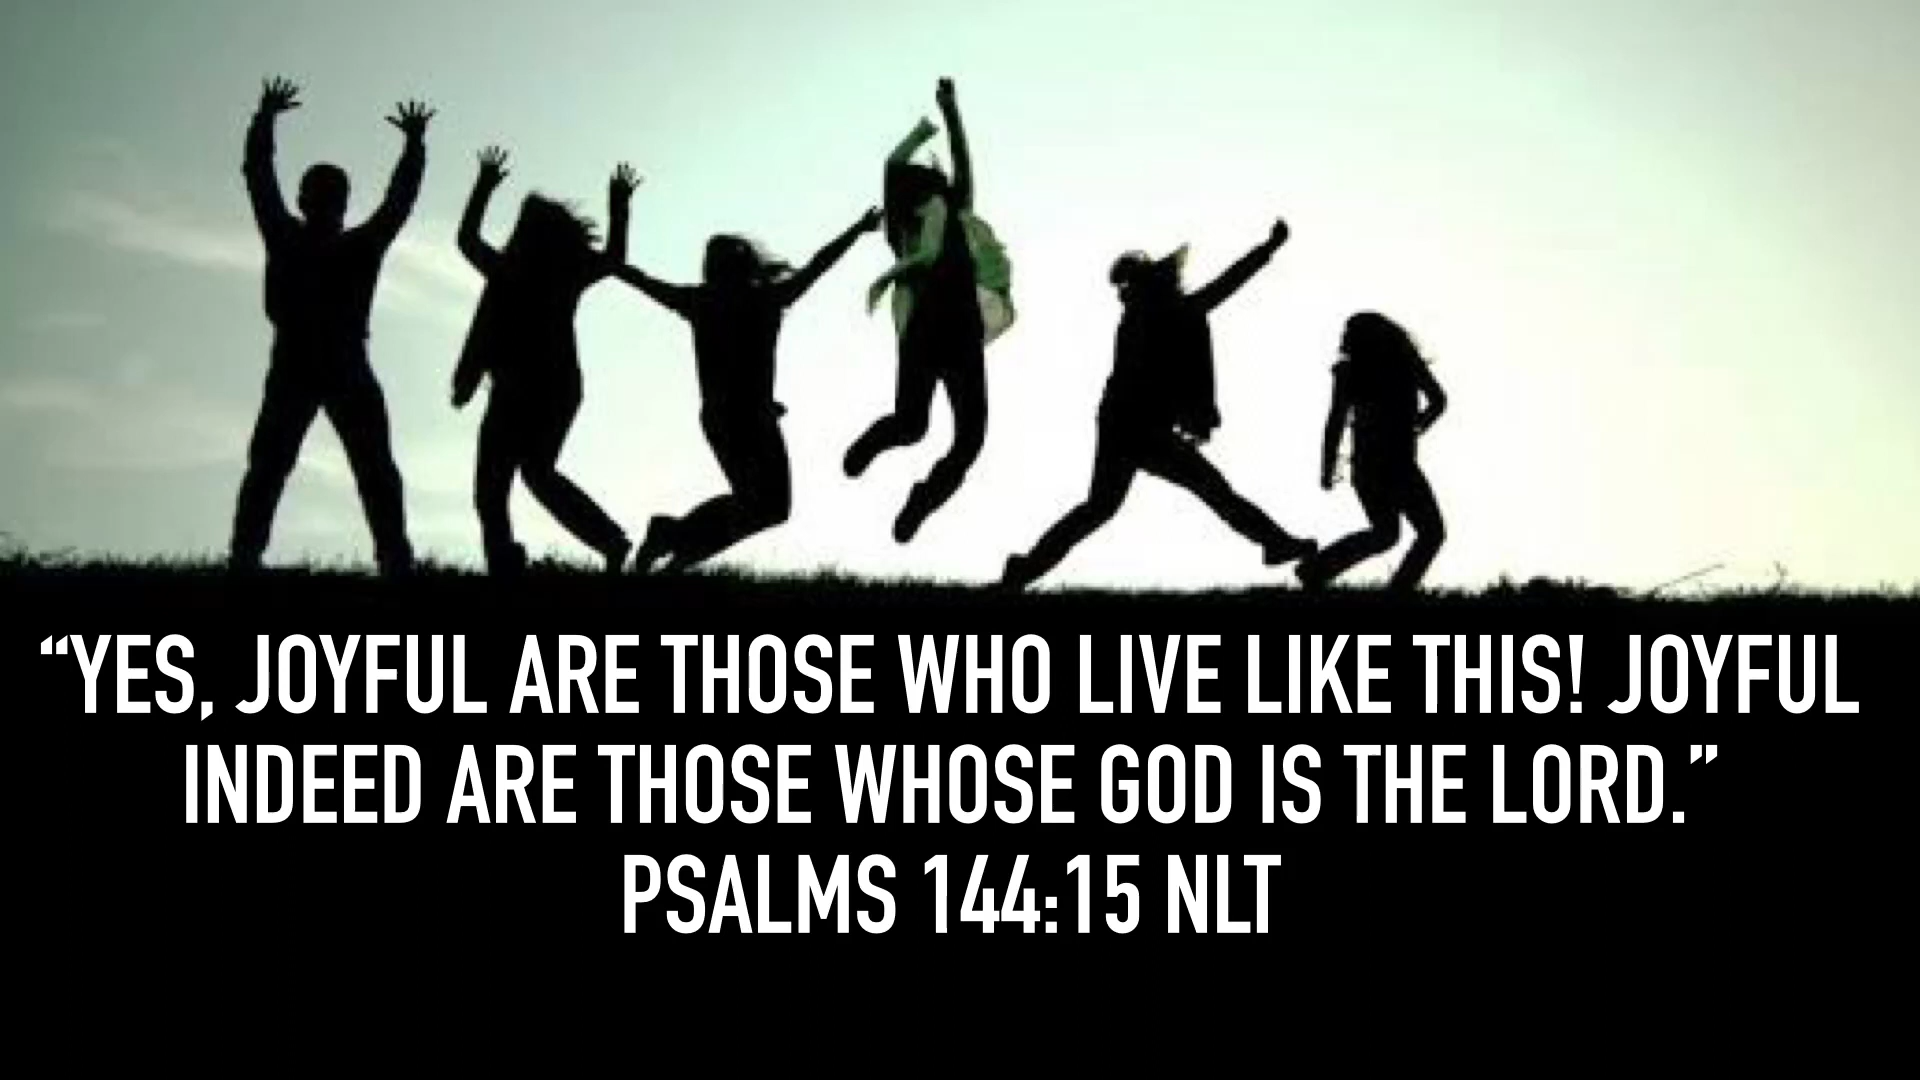 “YES, JOYFUL ARE THOSE WHO LIVE LIKE THIS! JOYFUL
INDEED ARE THOSE WHOSE GOD IS THE LORD.”
PSALMS 144:15 NLT